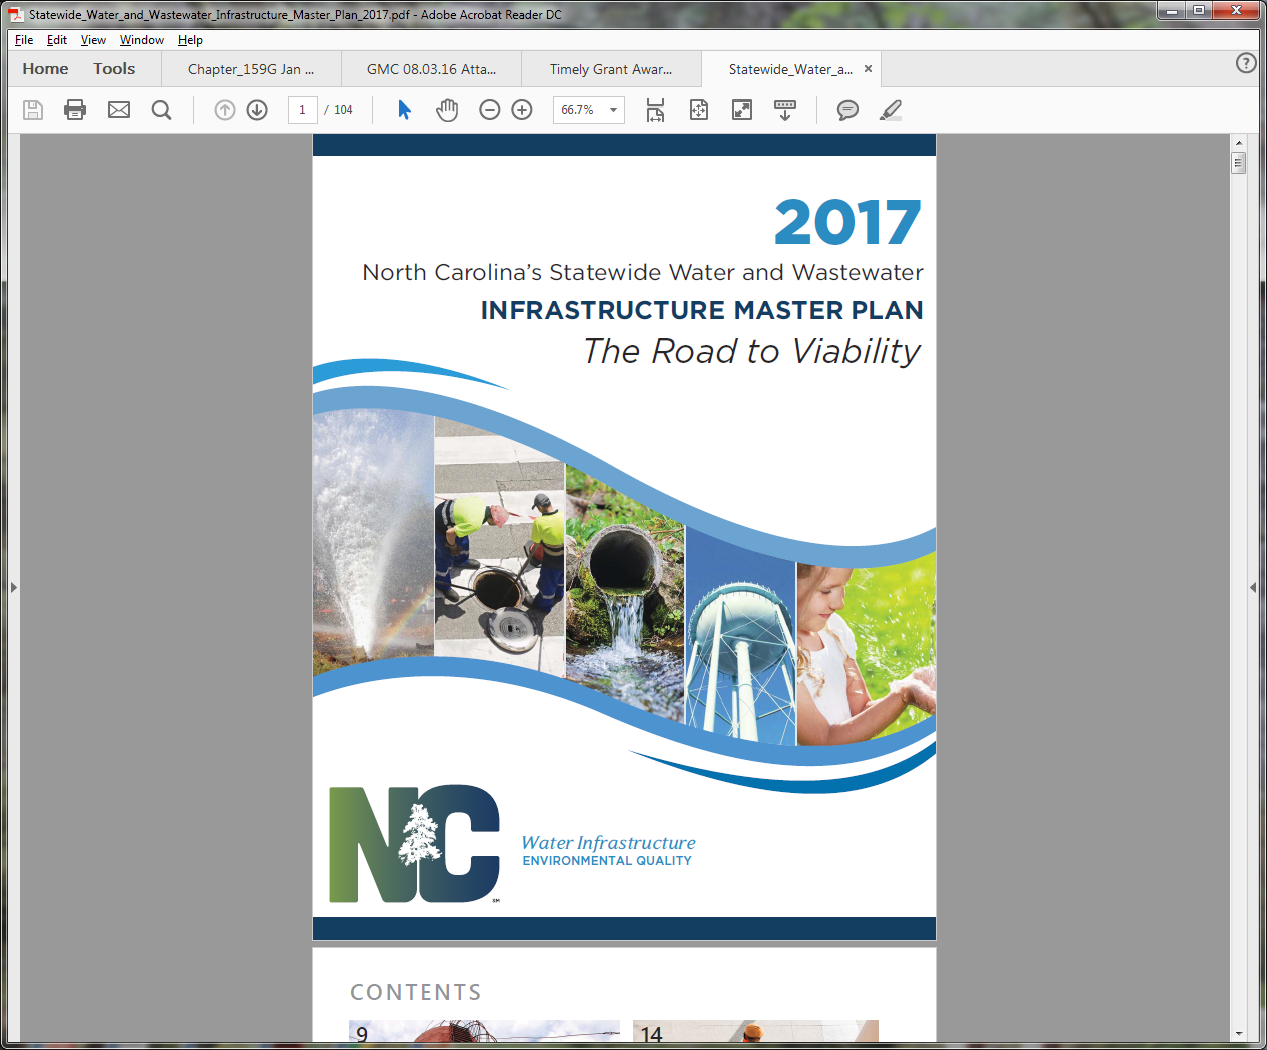 Statewide_Water_and_Wastewater_Infrastructure_Master_Plan_2017.pdf - Adobe Acrobat Reader DC
File Edit View Window Help
Home Tools Chapter_159G Jan ... GMC 08.03.16 Atta... Timely Grant Awar... Statewide_Water_a... ×
1 / 104 66.7%
2017
North Carolina's Statewide Water and Wastewater
INFRASTRUCTURE MASTER PLAN
The Road to Viability
NC
SM
Water Infrastructure
ENVIRONMENTAL QUALITY
CONTENTS
9 14